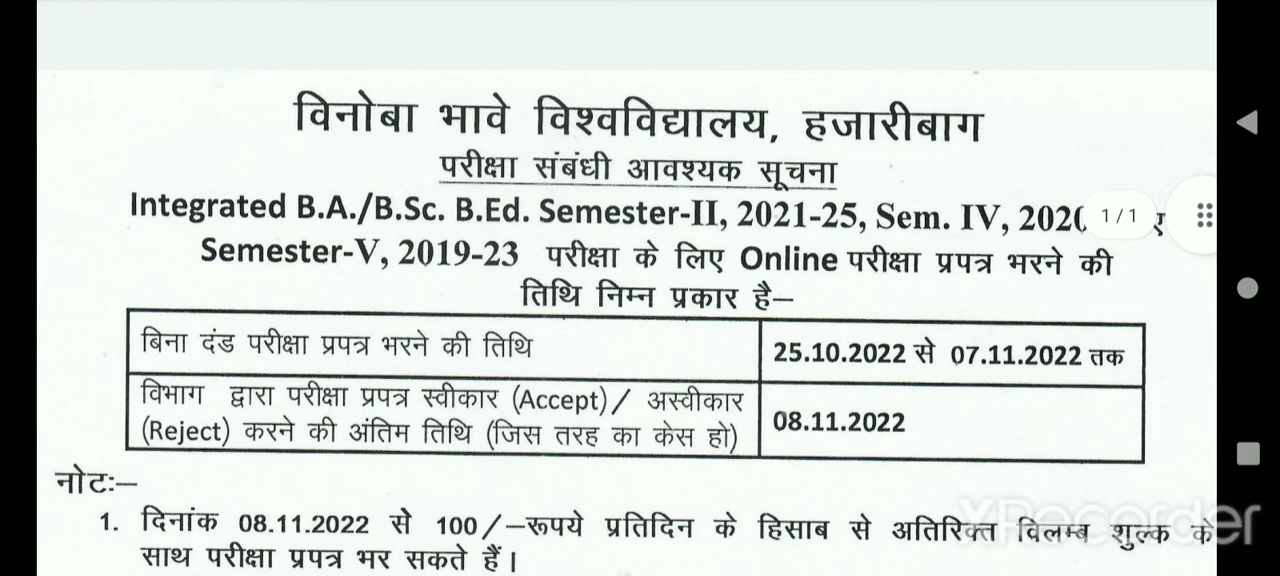 विनोबा भावे विश्वविद्यालय, हजारीबाग
परीक्षा संबंधी आवश्यक सूचना
Integrated B.A./B.Sc. B.Ed. Semester-II, 2021-25, Sem. IV, 2020
1/1
Semester-V, 2019-23 परीक्षा के लिए Online परीक्षा प्रपत्र भरने की
तिथि निम्न प्रकार है–
बिना दंड परीक्षा प्रपत्र भरने की तिथि
25.10.2022 से 07.11.2022 तक
विभाग द्वारा परीक्षा प्रपत्र स्वीकार (Accept)/ अस्वीकार
(Reject) करने की अंतिम तिथि (जिस तरह का केस हो)
08.11.2022
नोटः–
1. दिनांक 08.11.2022 से 100/–रूपये प्रतिदिन के हिसाब से अतिरिक्त विलम्ब शुल्क के
साथ परीक्षा प्रपत्र भर सकते हैं।
XRecorder